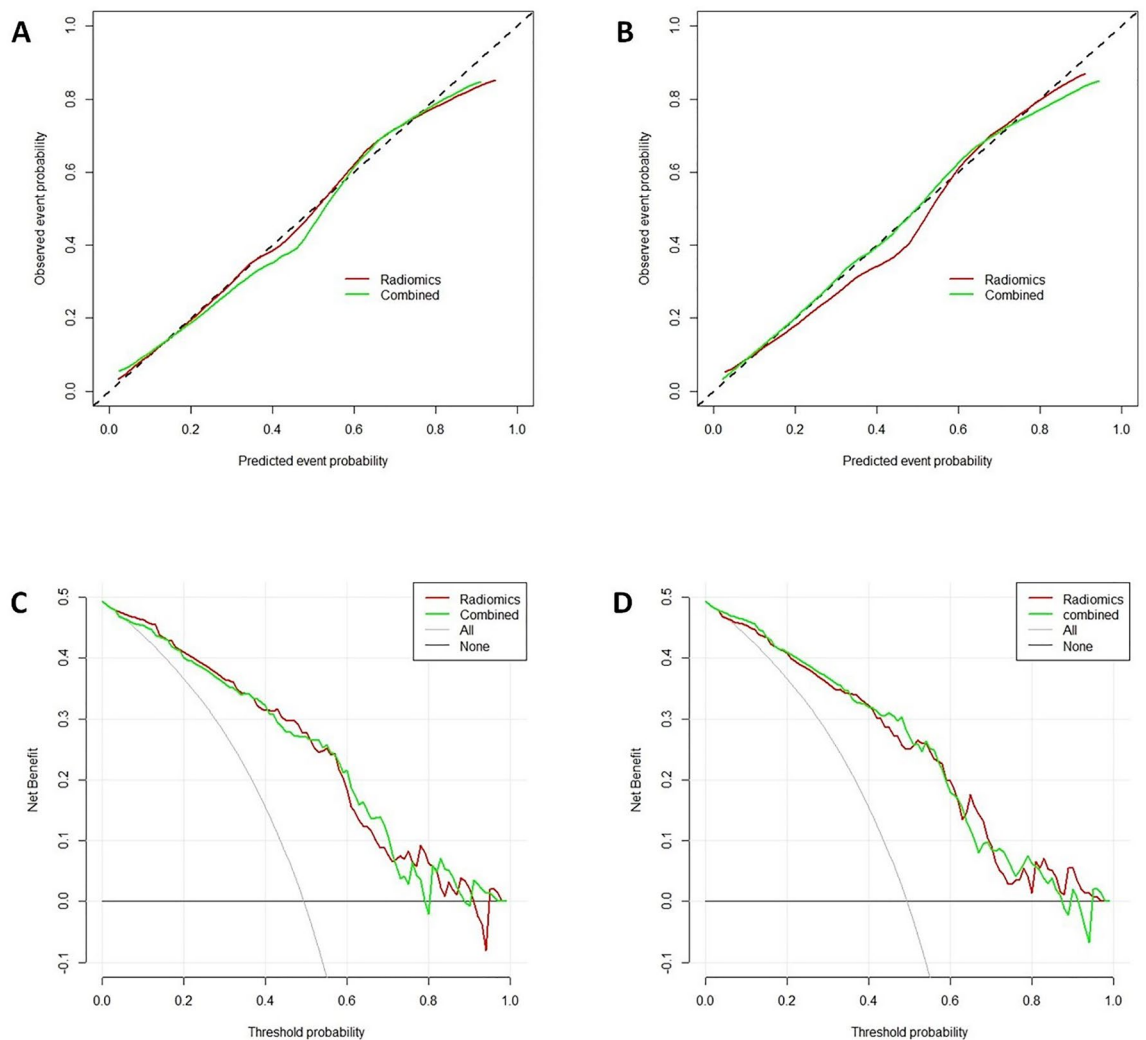 A
1.0
0.8
0.6
0.4
0.2
0.0
Observed event probability
Radiomics
Combined
0.0 0.2 0.4 0.6 0.8 1.0
Predicted event probability
B
1.0
0.8
0.6
0.4
0.2
0.0
Observed event probability
Radiomics
Combined
0.0 0.2 0.4 0.6 0.8 1.0
Predicted event probability
C
0.5
0.4
0.3
0.2
0.1
0.0
-0.1
Net Benefit
Radiomics
Combined
All
None
0.0 0.2 0.4 0.6 0.8 1.0
Threshold probability
D
0.5
0.4
0.3
0.2
0.1
0.0
-0.1
Net Benefit
Radiomics
combined
All
None
0.0 0.2 0.4 0.6 0.8 1.0
Threshold probability